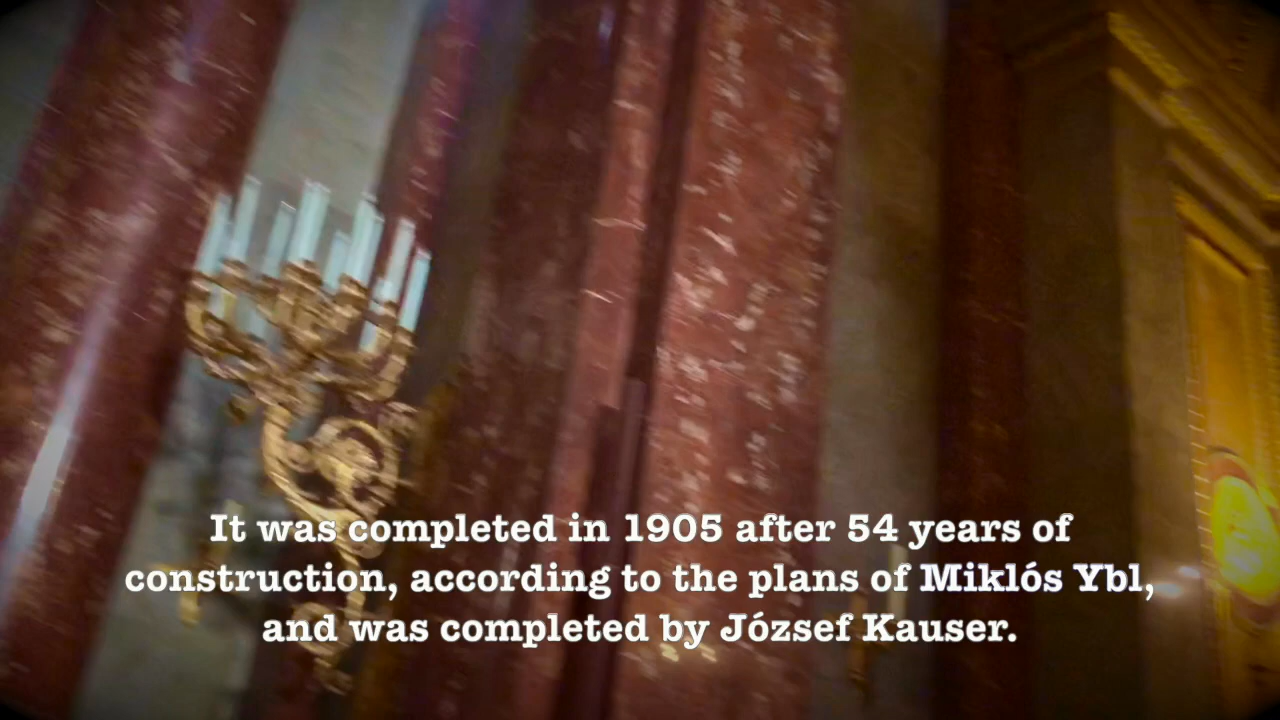 It was completed in 1905 after 54 years of
construction, according to the plans of Miklós Ybl,
and was completed by József Kauser.